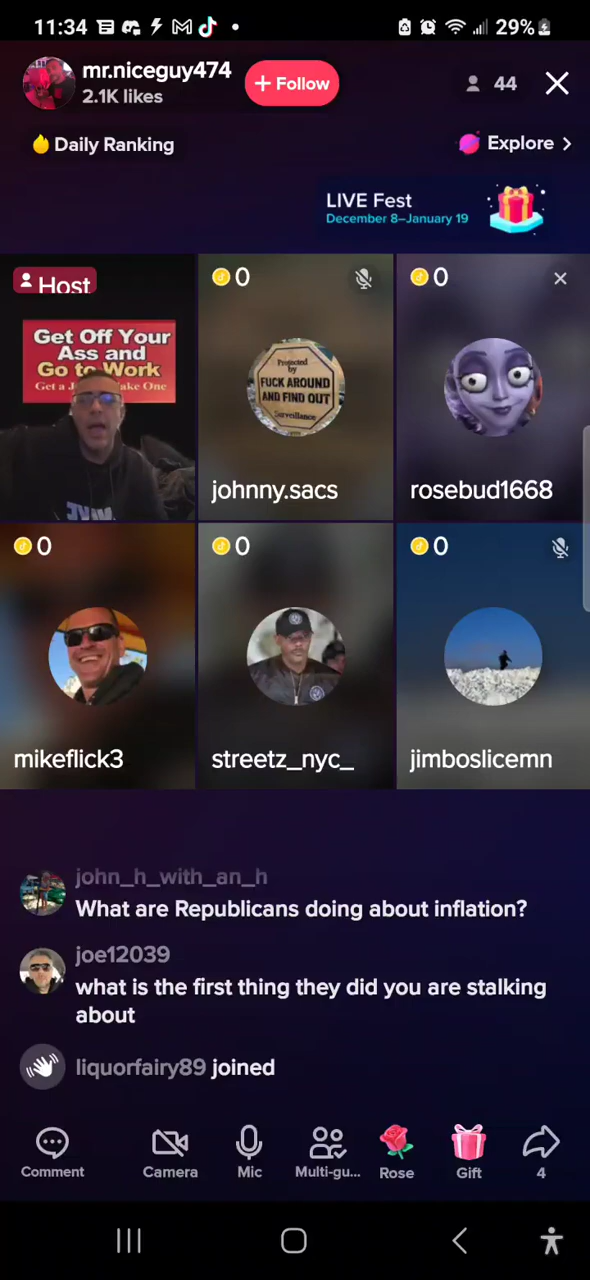 11:34
29%
mr.niceguy474
2.1K likes
+ Follow
44
Daily Ranking
Explore >
LIVE Fest
December 8–January 19
Host
Get Off Your
Ass and
Go to Work
Get a
Make One
0
Protected
by
FUCK AROUND
AND FIND OUT
Surveillance
johnny.sacs
0
rosebud1668
0
mikeflick3
0
streetz_nyc_
0
jimboslicemn
john_h_with_an_h
What are Republicans doing about inflation?
joe12039
what is the first thing they did you are stalking
about
liquorfairy89 joined
Comment
Camera
Mic
Multi-gu...
Rose
Gift
4